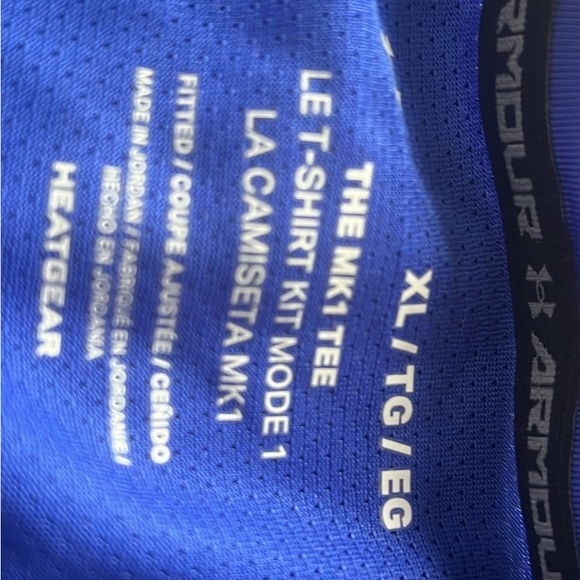 ARMOUR ARMOUR
XL / TG / EG
THE MK1 TEE
LE T-SHIRT KIT MODE 1
LA CAMISETA MK1
FITTED / COUPE AJUSTÉE / CEÑIDO
MADE IN JORDAN / FABRIQUÉ EN JORDANIE /
HECHO EN JORDANIA
HEATGEAR